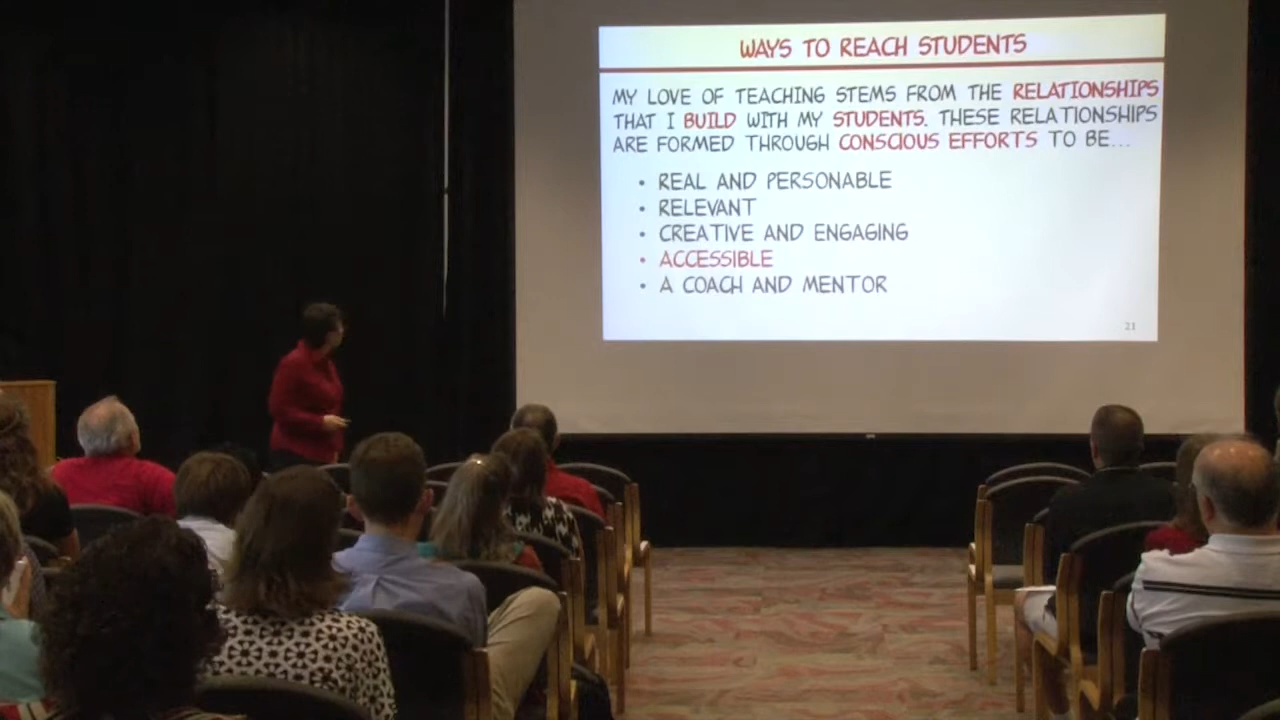 WAYS TO REACH STUDENTS
MY LOVE OF TEACHING STEMS FROM THE RELATIONSHIPS
THAT I BUILD WITH MY STUDENTS. THESE RELATIONSHIPS
ARE FORMED THROUGH CONSCIOUS EFFORTS TO BE...
• REAL AND PERSONABLE
• RELEVANT
• CREATIVE AND ENGAGING
• ACCESSIBLE
• A COACH AND MENTOR
21